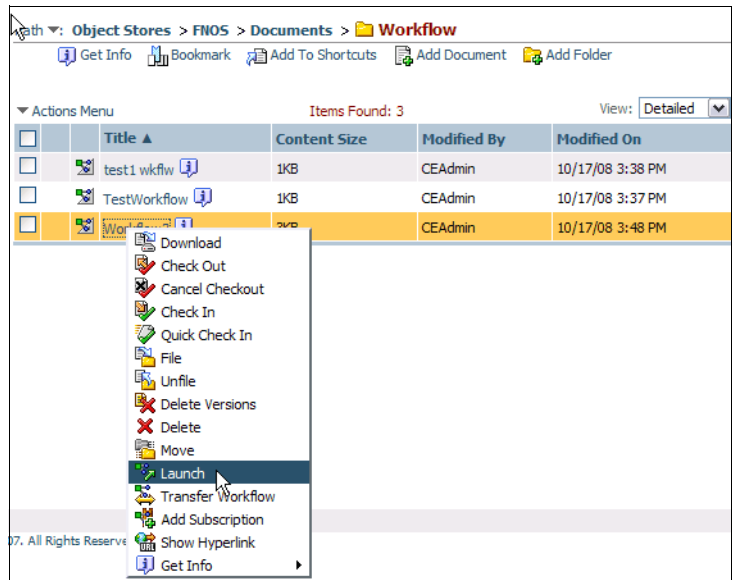 ath ▼: Object Stores > FNOS > Documents > Workflow
Get Info Bookmark Add To Shortcuts Add Document Add Folder
▼ Actions Menu Items Found: 3 View: Detailed
Title ▲ Content Size Modified By Modified On
test1 wkflw 1KB CEAdmin 10/17/08 3:38 PM
TestWorkflow 1KB CEAdmin 10/17/08 3:37 PM
CEAdmin 10/17/08 3:48 PM
Download
Check Out
Cancel Checkout
Check In
Quick Check In
File
Unfile
Delete Versions
Delete
Move
Launch
Transfer Workflow
Add Subscription
Show Hyperlink
Get Info
07. All Rights Reserve